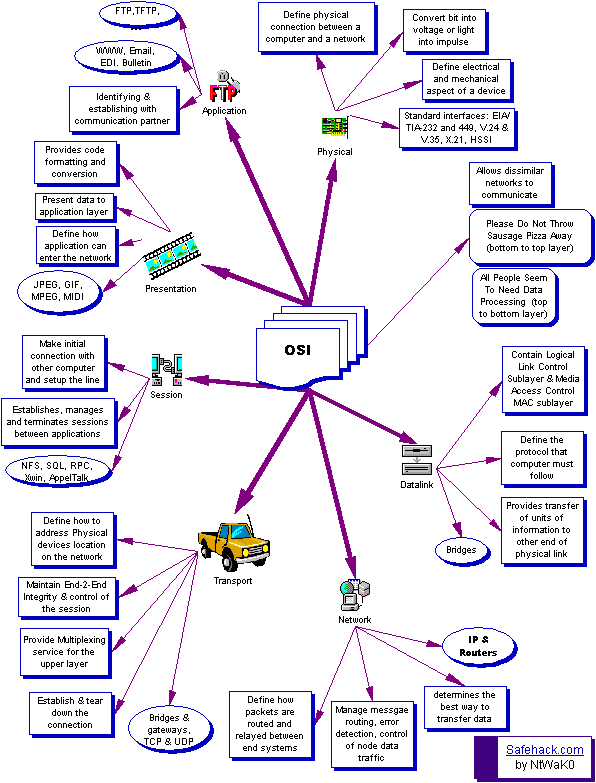 FTP,TFTP,
WWW, Email,
EDI. Bulletin
Identifying &
establishing with
communication partner
FTP
Application
Define physical
connection between a
computer and a network
Convert bit into
voltage or light
into impulse
Define electrical
and mechanical
aspect of a device
Standard interfaces: EIA/
TIA-232 and 449, V.24 &
V.35, X.21, HSSI
Physical
Provides code
formatting and
conversion
Present data to
application layer
Define how
application can
enter the network
JPEG, GIF,
MPEG, MIDI
Presentation
Allows dissimilar
networks to
communicate
Please Do Not Throw
Sausage Pizza Away
(bottom to top layer)
All People Seem
To Need Data
Processing (top
to bottom layer)
OSI
Make initial
connection with
other computer
and setup the line
Establishes, manages
and terminates sessions
between applications
NFS, SQL, RPC,
Xwin, AppelTalk
Session
Contain Logical
Link Control
Sublayer & Media
Access Control
MAC sublayer
Define the
protocol that
computer must
follow
Provides transfer
of units of
information to
other end of
physical link
Bridges
Datalink
Define how to
address Physical
devices location
on the network
Maintain End-2-End
Integrity & control of
the session
Provide Multiplexing
service for the
upper layer
Establish & tear
down the
connection
Bridges &
gateways,
TCP & UDP
Transport
Network
IP &
Routers
Define how
packets are
routed and
relayed between
end systems
Manage messgae
routing, error
detection, control
of node data
traffic
determines the
best way to
transfer data
Safehack.com
by NtWaK0